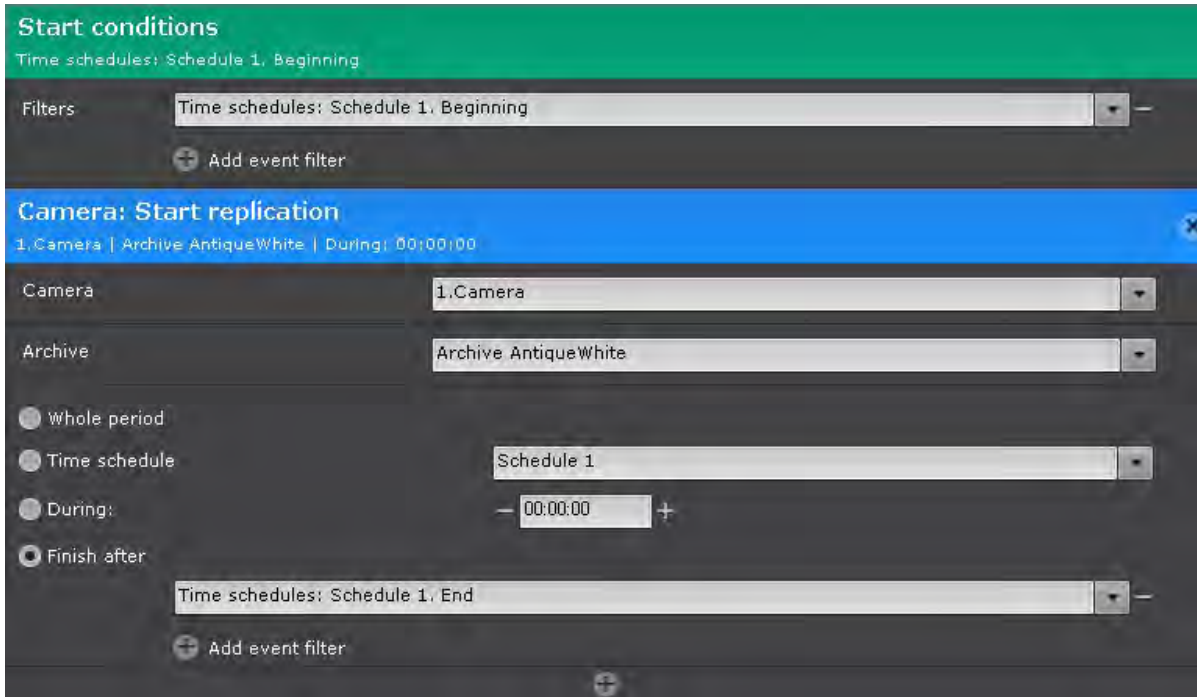 Start conditions
Time schedules: Schedule 1. Beginning
Filters Time schedules: Schedule 1. Beginning
Add event filter
Camera: Start replication
1.Camera | Archive AntiqueWhite | During: 00:00:00
Camera 1.Camera
Archive Archive AntiqueWhite
Whole period
Time schedule Schedule 1
During: 00:00:00
Finish after
Time schedules: Schedule 1. End
Add event filter